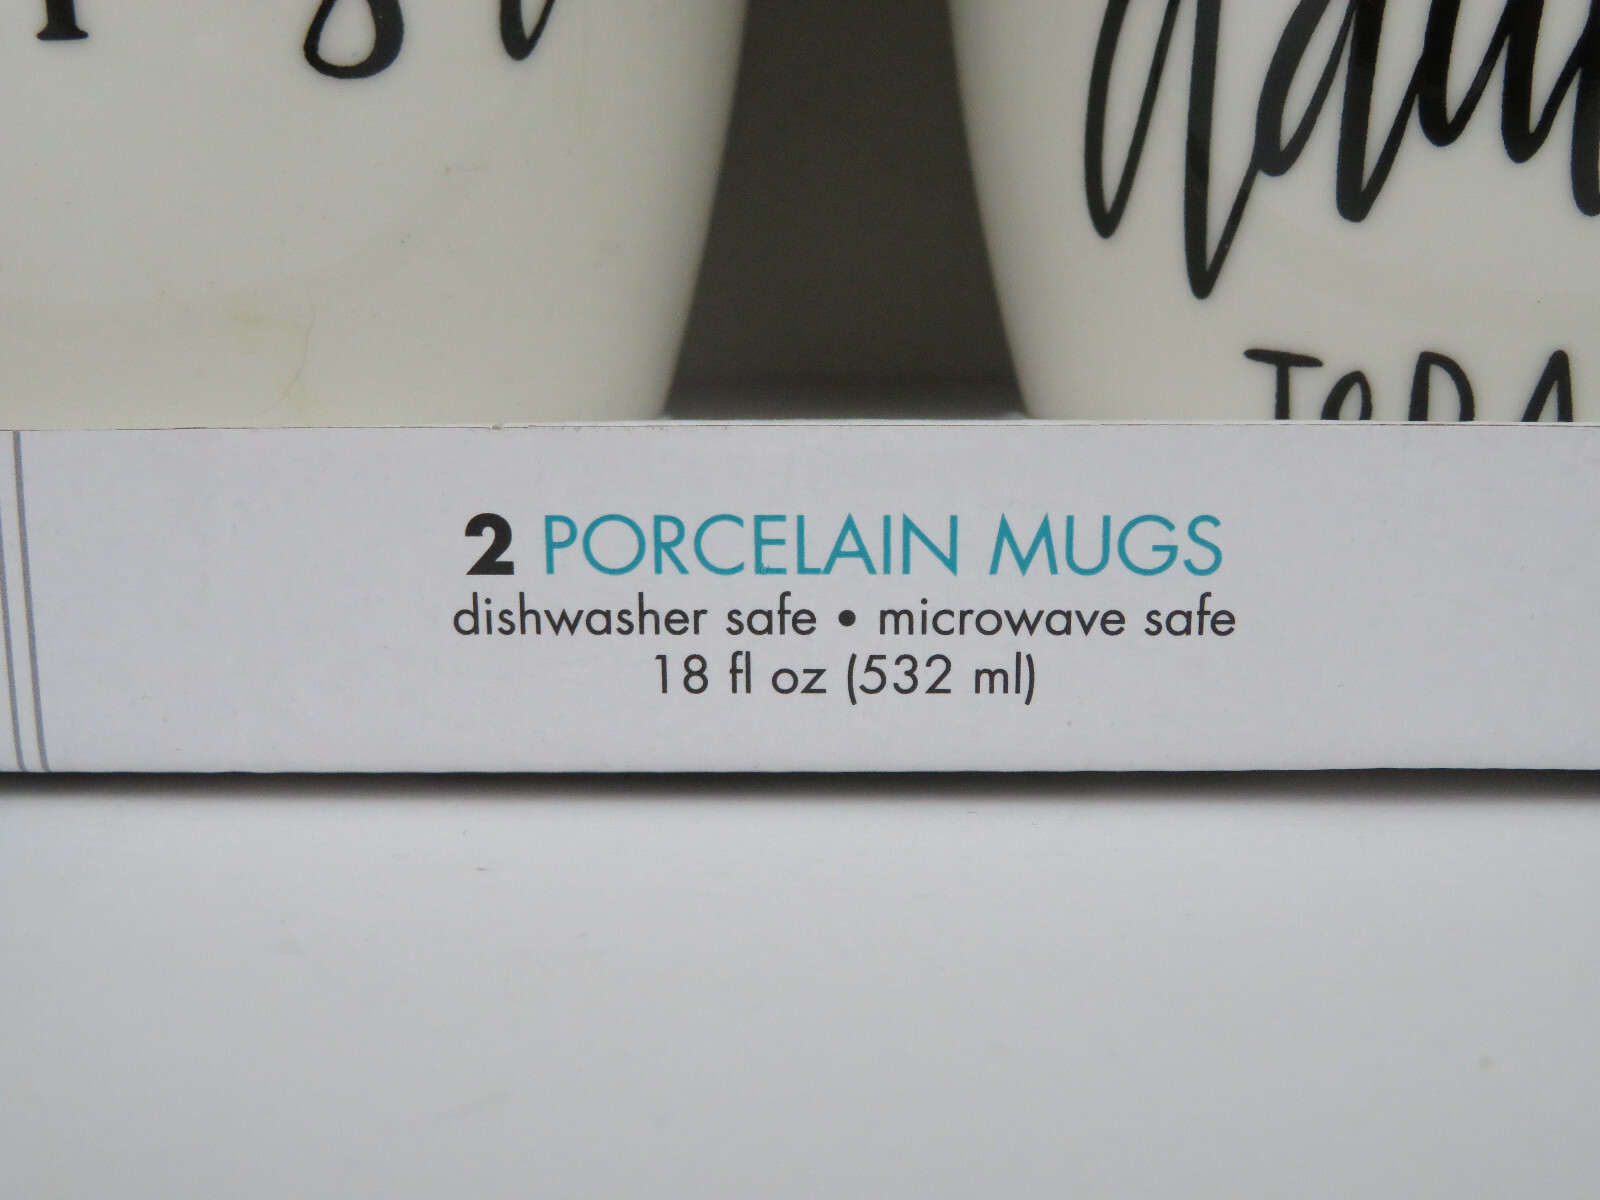 2 PORCELAIN MUGS
dishwasher safe • microwave safe
18 fl oz (532 ml)